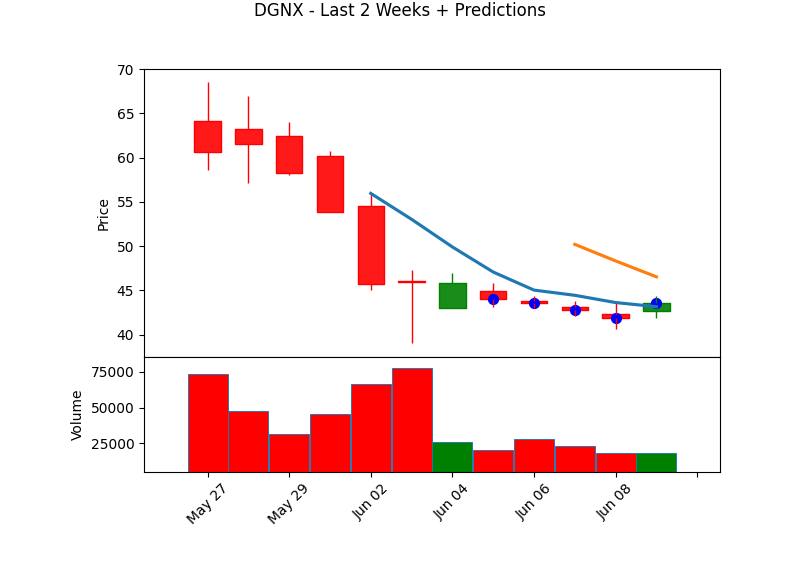 DGNX - Last 2 Weeks + Predictions
70
65
60
55
50
45
40
Price
75000
50000
25000
Volume
May 27
May 29
Jun 02
Jun 04
Jun 06
Jun 08